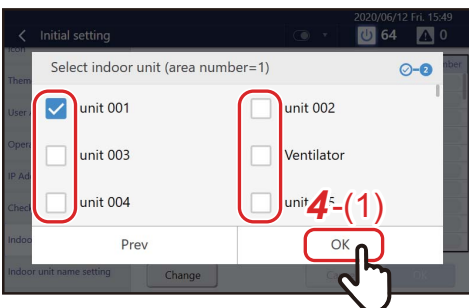 2020/06/12 Fri. 15:49
Initial setting
64
0
Select indoor unit (area number=1)
2
unit 001
unit 002
unit 003
Ventilator
unit 004
4-(1)
Prev
OK
Indoor unit name setting
Change